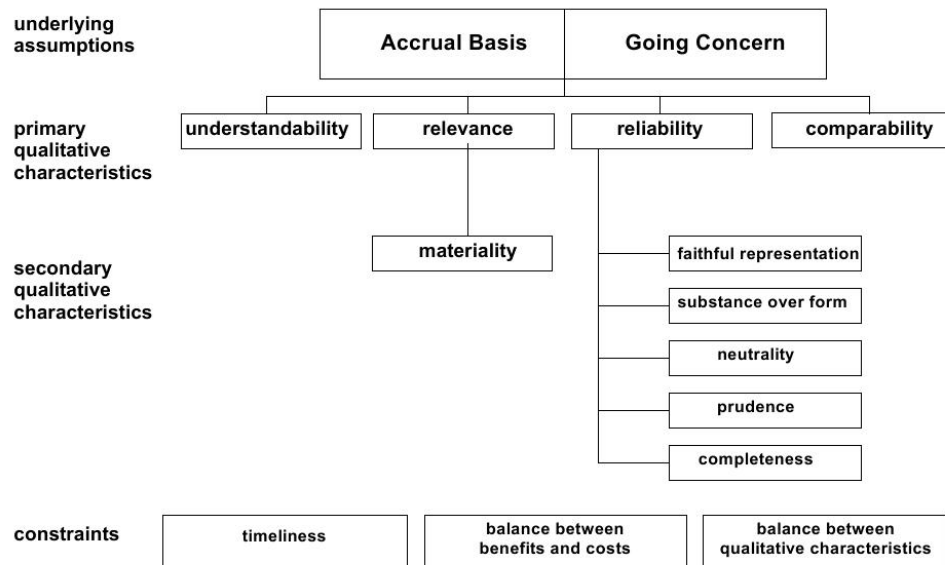 underlying
assumptions
Accrual Basis
Going Concern
primary
qualitative
characteristics
understandability
relevance
reliability
comparability
materiality
secondary
qualitative
characteristics
faithful representation
substance over form
neutrality
prudence
completeness
constraints
timeliness
balance between
benefits and costs
balance between
qualitative characteristics